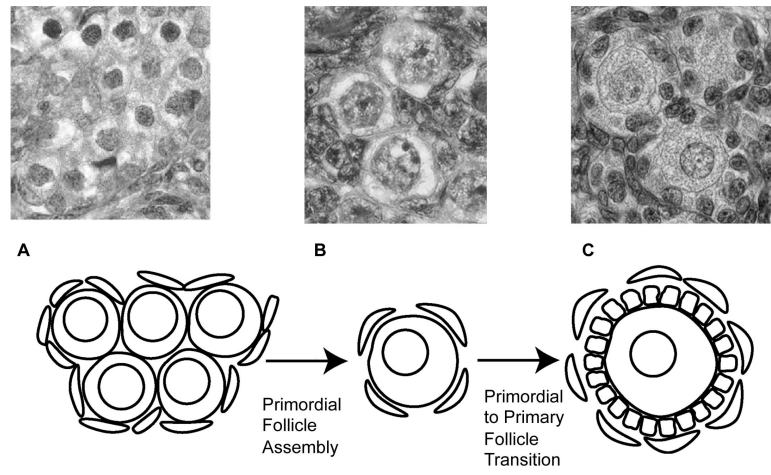 A
B
C
Primordial
Follicle
Assembly
Primordial
to Primary
Follicle
Transition